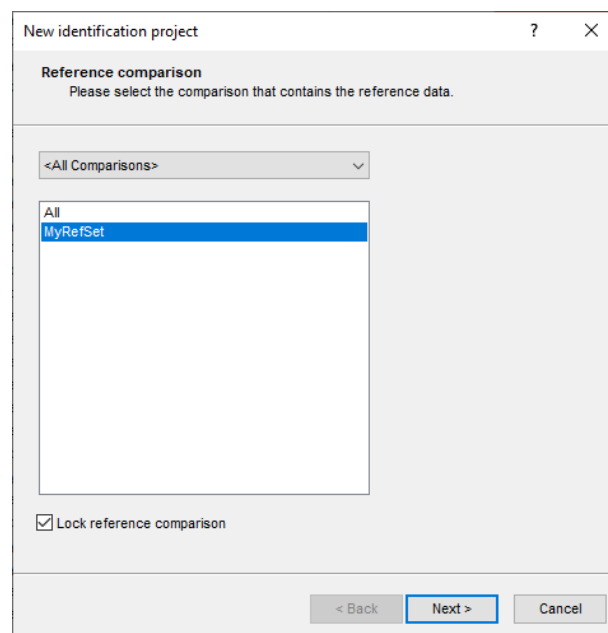 New identification project ? ✕
Reference comparison
Please select the comparison that contains the reference data.
<All Comparisons>
All
MyRefSet
Lock reference comparison
< Back Next > Cancel